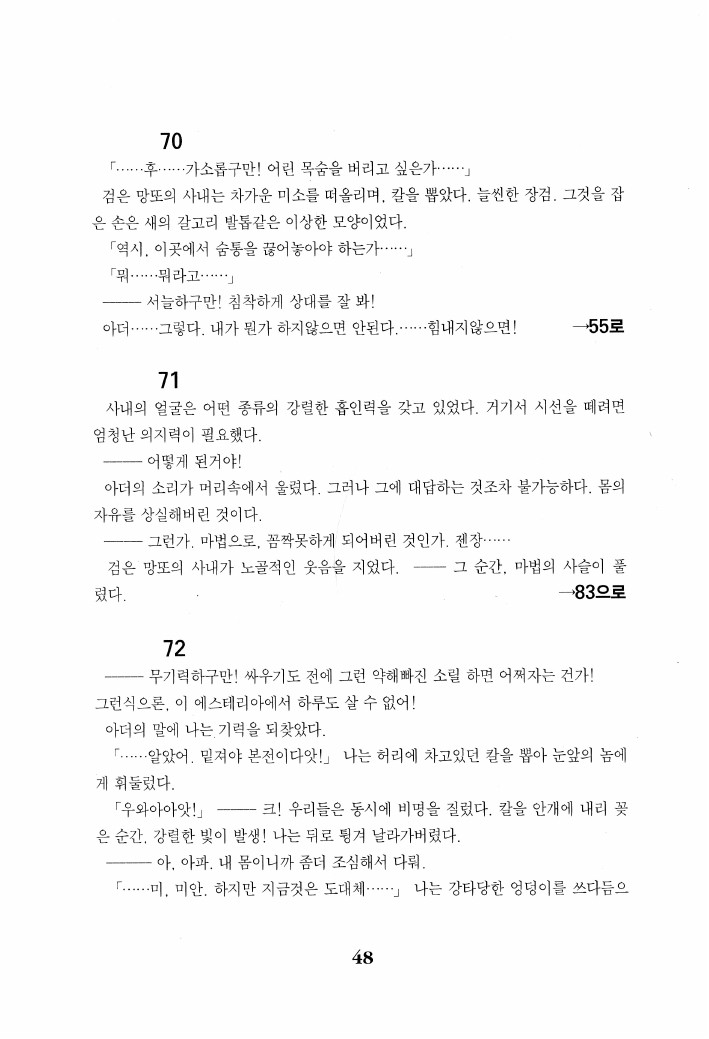 70
「……후……가소롭구만! 어린 목숨을 버리고 싶은가……」
검은 망또의 사내는 차가운 미소를 떠올리며, 칼을 뽑았다. 늘씬한 장검. 그것을 잡
은 손은 새의 갈고리 발톱같은 이상한 모양이었다.
「역시, 이곳에서 숨통을 끊어놓아야 하는가……」
「뭐……뭐라고……」
―― 서늘하구만! 침착하게 상대를 잘 봐!
아더……그렇다. 내가 뭔가 하지않으면 안된다.……힘내지않으면! →55로
71
사내의 얼굴은 어떤 종류의 강렬한 흡인력을 갖고 있었다. 거기서 시선을 떼려면
엄청난 의지력이 필요했다.
―― 어떻게 된거야!
아더의 소리가 머리속에서 울렸다. 그러나 그에 대답하는 것조차 불가능하다. 몸의
자유를 상실해버린 것이다.
―― 그런가. 마법으로, 꼼짝못하게 되어버린 것인가. 젠장……
검은 망또의 사내가 노골적인 웃음을 지었다. ―― 그 순간, 마법의 사슬이 풀
렸다. →83으로
72
―― 무기력하구만! 싸우기도 전에 그런 약해빠진 소릴 하면 어쩌자는 건가!
그런식으론, 이 에스테리아에서 하루도 살 수 없어!
아더의 말에 나는 기력을 되찾았다.
「……알았어. 밑져야 본전이다앗!」 나는 허리에 차고있던 칼을 뽑아 눈앞의 놈에
게 휘둘렀다.
「우와아아앗!」 ―― 크! 우리들은 동시에 비명을 질렀다. 칼을 안개에 내리 꽂
은 순간, 강렬한 빛이 발생! 나는 뒤로 튕겨 날라가버렸다.
―― 아, 아파. 내 몸이니까 좀더 조심해서 다뤄.
「……미, 미안. 하지만 지금것은 도대체……」 나는 강타당한 엉덩이를 쓰다듬으
48